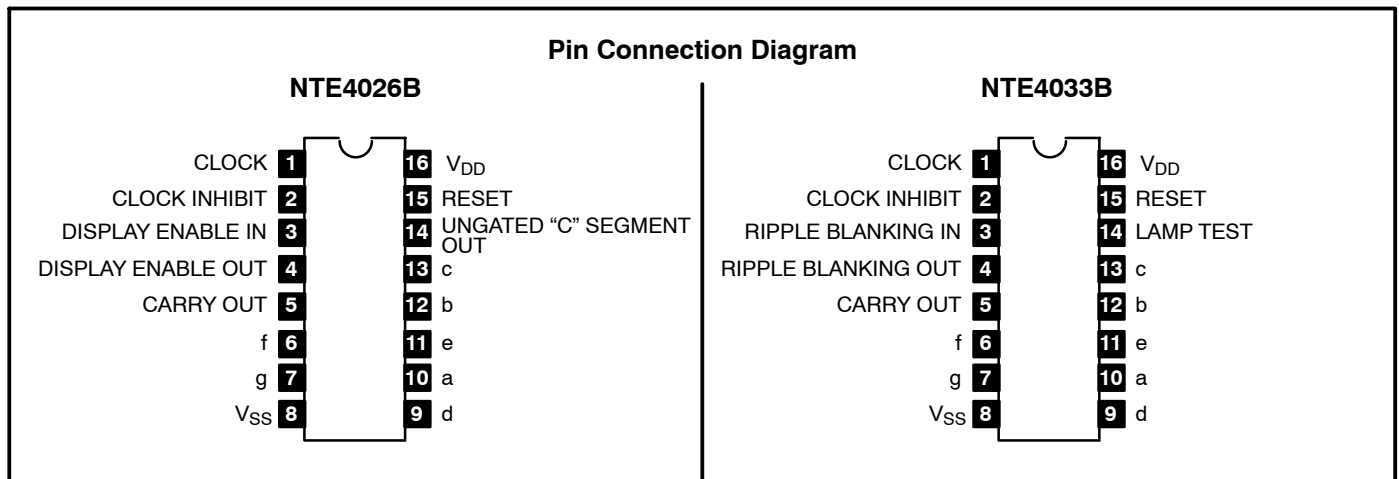 Pin Connection Diagram
NTE4026B
CLOCK 1 16 VDD
CLOCK INHIBIT 2 15 RESET
DISPLAY ENABLE IN 3 14 UNGATED “C” SEGMENT
OUT
DISPLAY ENABLE OUT 4 13 c
CARRY OUT 5 12 b
f 6 11 e
g 7 10 a
VSS 8 9 d
NTE4033B
CLOCK 1 16 VDD
CLOCK INHIBIT 2 15 RESET
RIPPLE BLANKING IN 3 14 LAMP TEST
RIPPLE BLANKING OUT 4 13 c
CARRY OUT 5 12 b
f 6 11 e
g 7 10 a
VSS 8 9 d